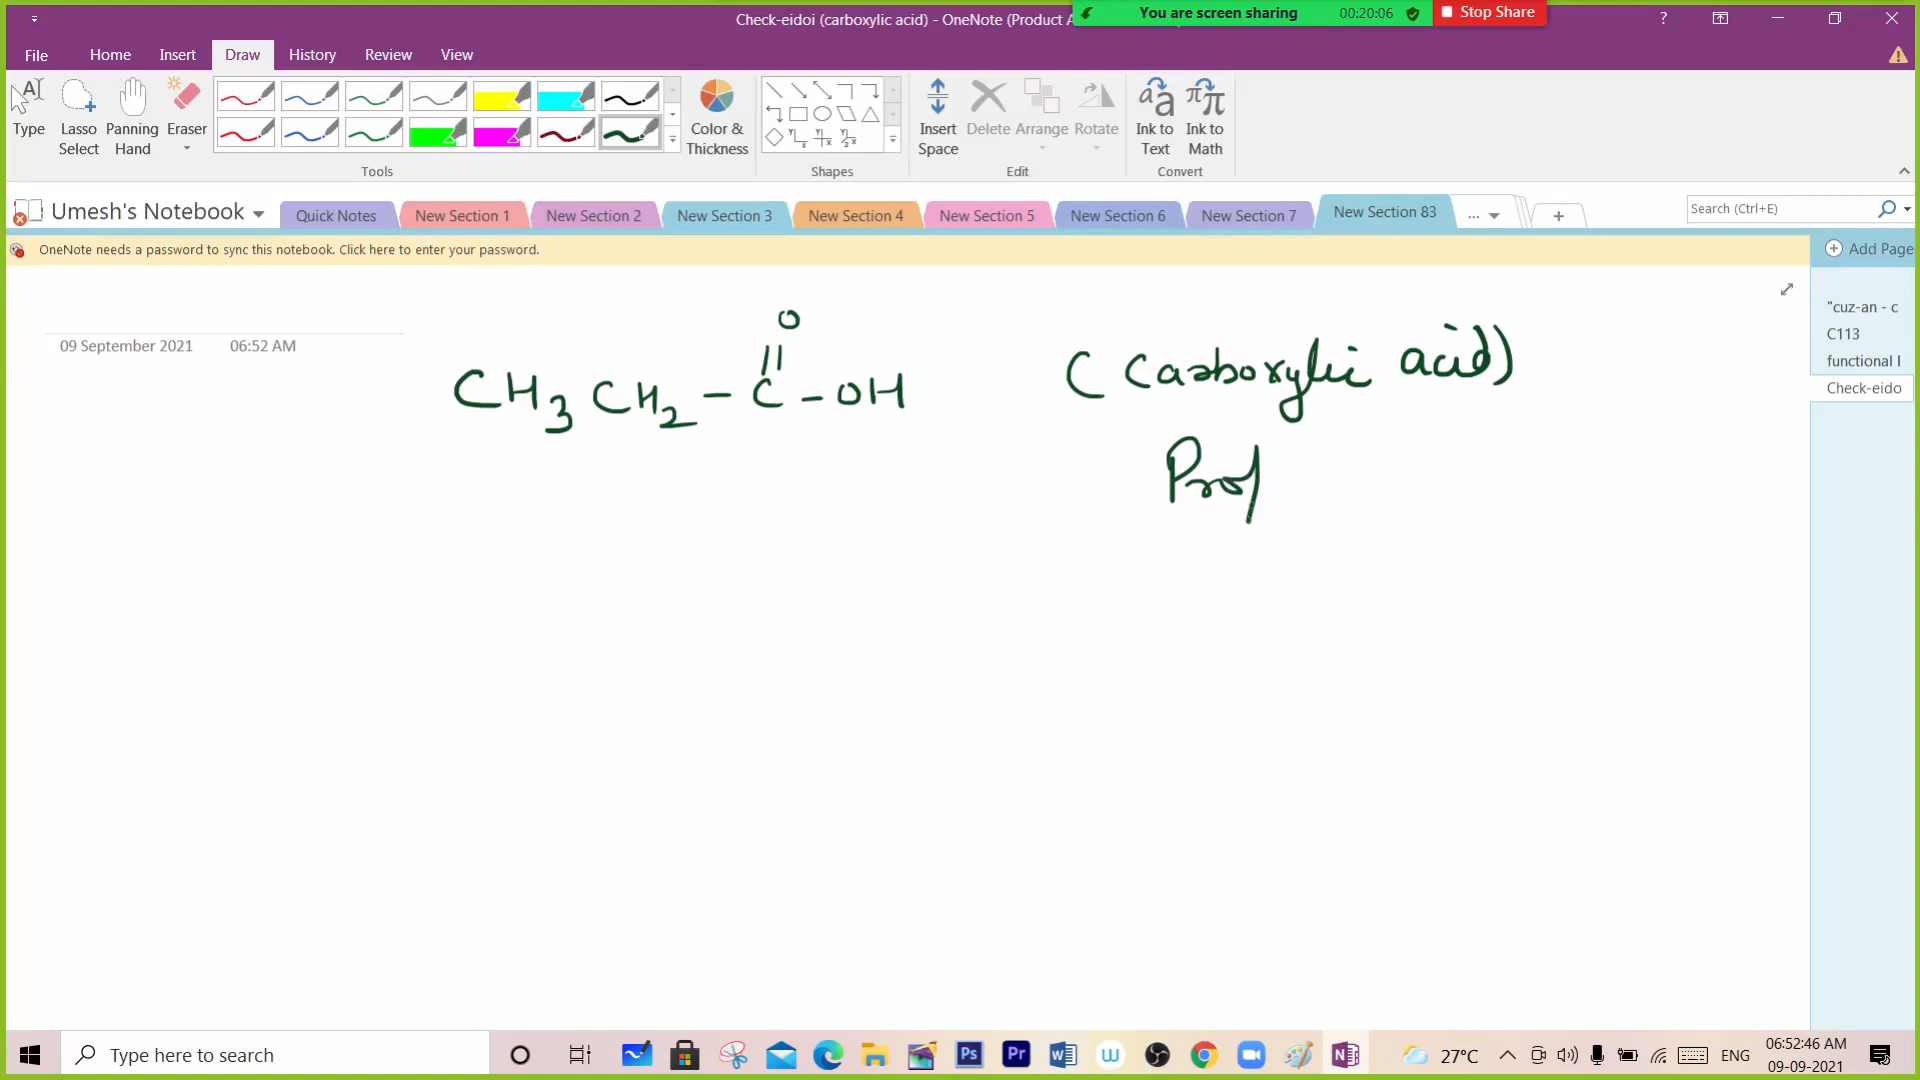 Check-eidoi (carboxylic acid) - OneNote (Product A
You are screen sharing 00:20:06 Stop Share
?
File Home Insert Draw History Review View
Type
Lasso Select
Panning Hand
Eraser
Color & Thickness
Insert Space
Delete
Arrange
Rotate
Ink to Text
Ink to Math
Tools Shapes Edit Convert
Umesh's Notebook Quick Notes New Section 1 New Section 2 New Section 3 New Section 4 New Section 5 New Section 6 New Section 7 New Section 83 ... + Search (Ctrl+E)
OneNote needs a password to sync this notebook. Click here to enter your password.
Add Page
"cuz-an - c
C113
functional I
Check-eido
09 September 2021 06:52 AM
O
||
CH3 CH2 - C - OH
(Carboxylic acid)
Type here to search
Ps Pr W N
27°C ENG 06:52:46 AM
09-09-2021